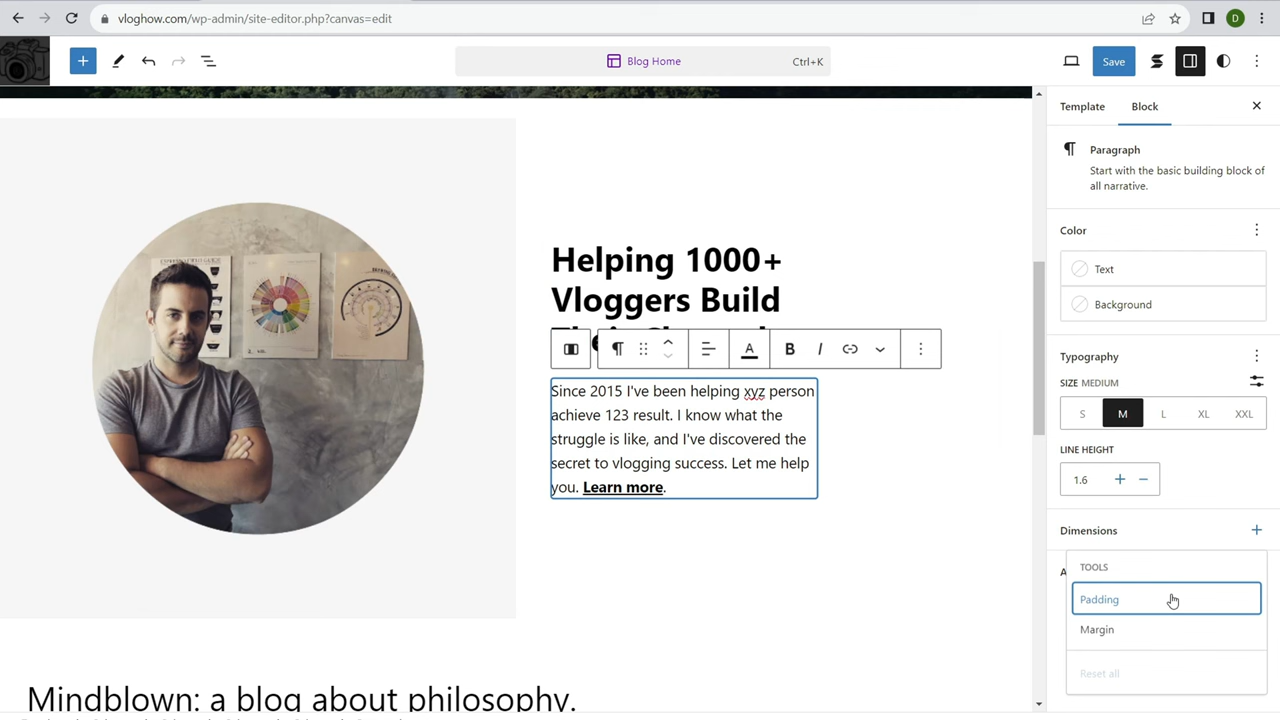 vloghow.com/wp-admin/site-editor.php?canvas=edit
D
Blog Home
Ctrl+K
Save
Template
Block
Paragraph
Start with the basic building block of
all narrative.
Color
Text
Background
Typography
SIZE MEDIUM
S
M
L
XL
XXL
LINE HEIGHT
1.6
Dimensions
TOOLS
Padding
Margin
Reset all
Helping 1000+
Vloggers Build
A
B
I
Since 2015 I've been helping xyz person
achieve 123 result. I know what the
struggle is like, and I've discovered the
secret to vlogging success. Let me help
you. Learn more.
Mindblown: a blog about philosophy.